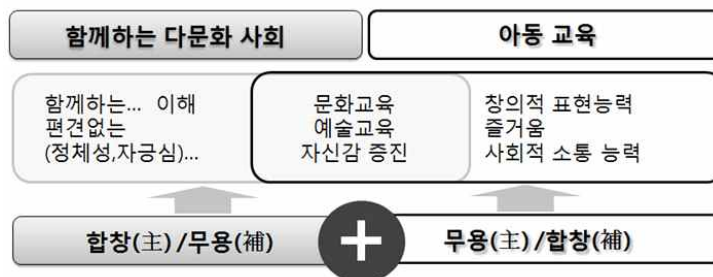 함께하는 다문화 사회
아동 교육
함께하는... 이해
편견없는
(정체성,자긍심)...
문화교육
예술교육
자신감 증진
창의적 표현능력
즐거움
사회적 소통 능력
합창(主)/무용(補)
+
무용(主)/합창(補)